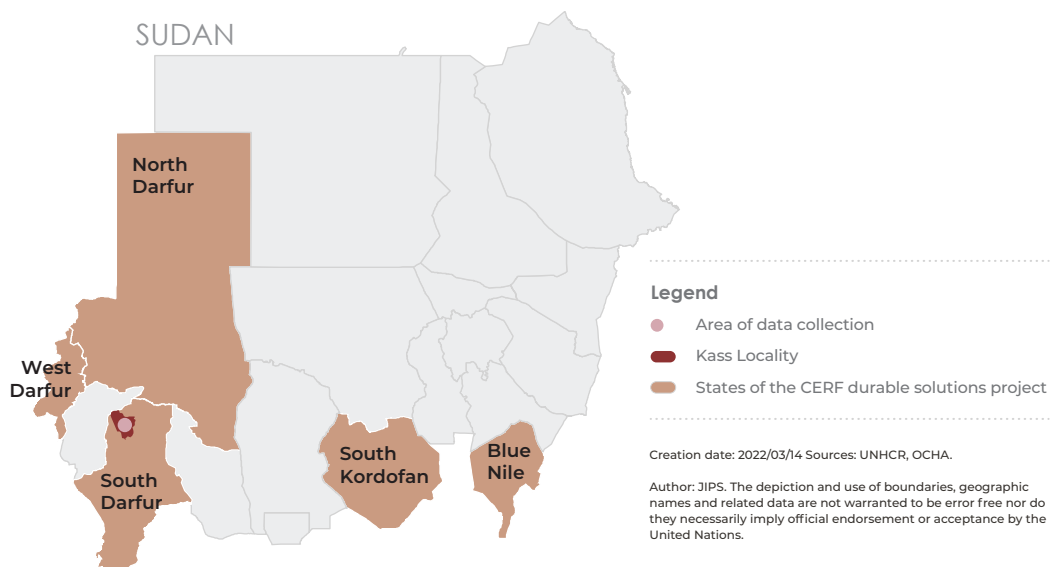 SUDAN
North
Darfur
West
Darfur
South
Darfur
South
Kordofan
Blue
Nile
Legend
Area of data collection
Kass Locality
States of the CERF durable solutions project
Creation date: 2022/03/14 Sources: UNHCR, OCHA.
Author: JIPS. The depiction and use of boundaries, geographic
names and related data are not warranted to be error free nor do
they necessarily imply official endorsement or acceptance by the
United Nations.